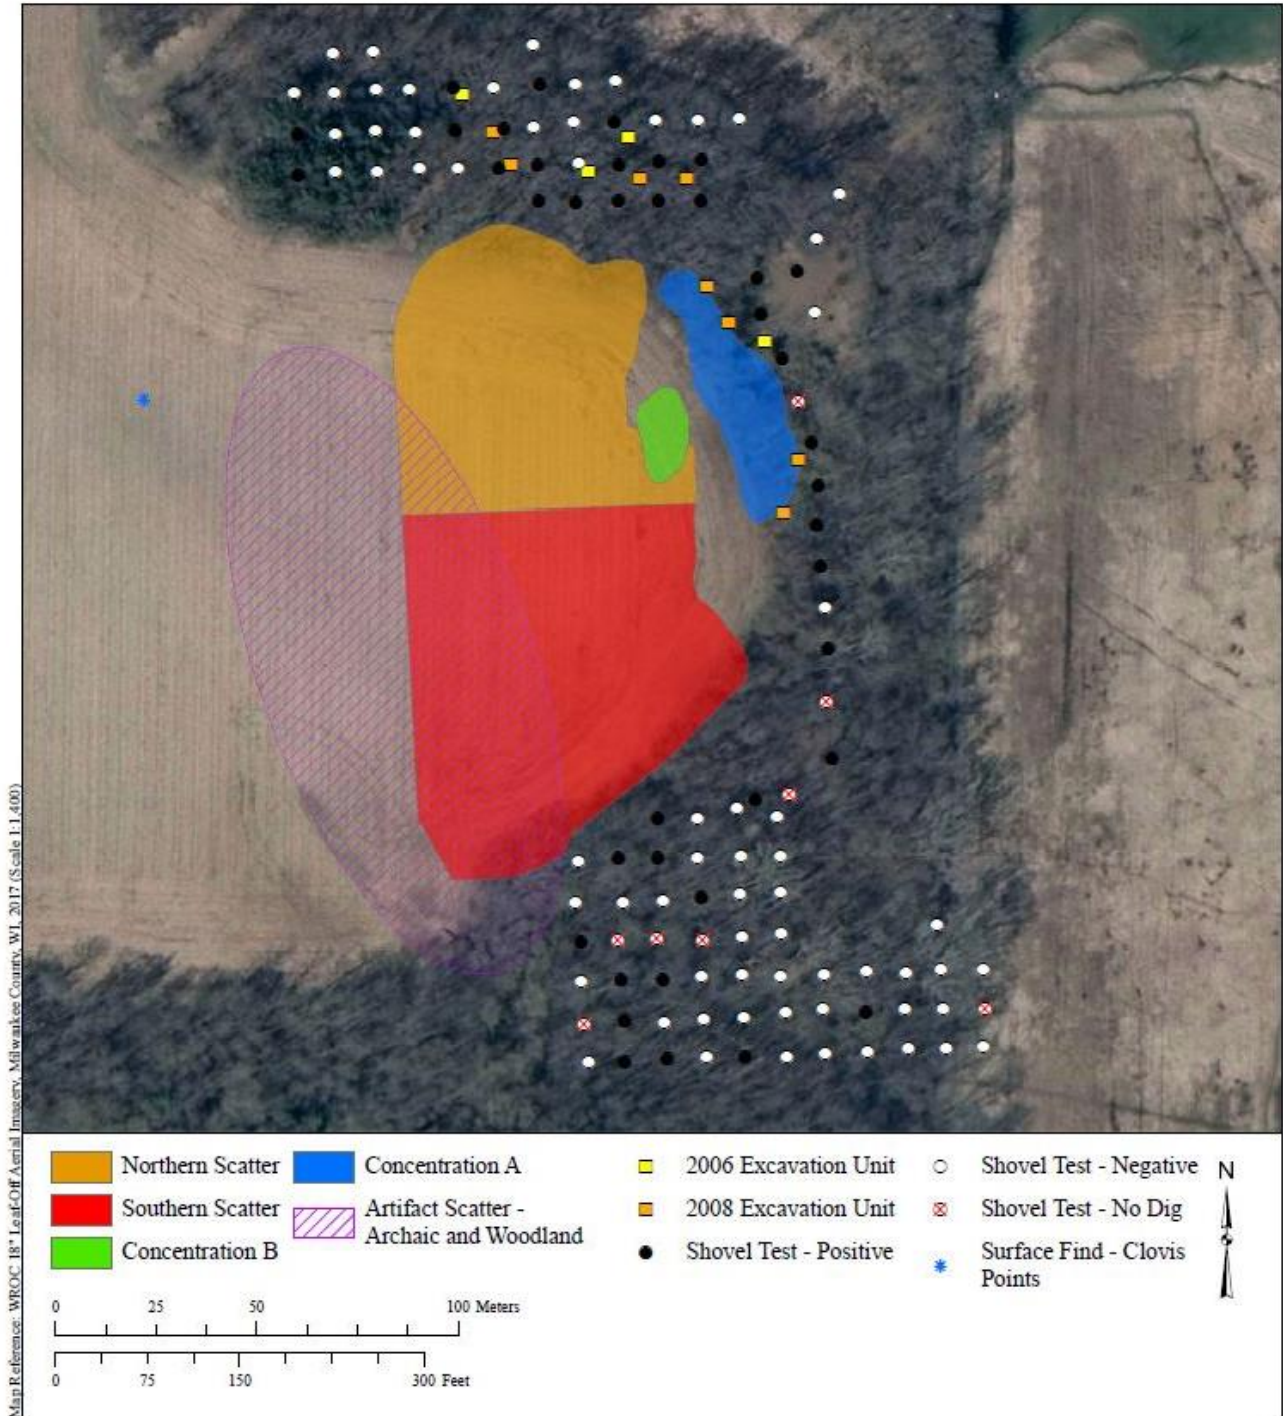 Map Reference: WROC 18" Leaf-Off Aerial Imagery, Milwaukee County, WI, 2017 (Scale 1:1,400)
Northern Scatter
Southern Scatter
Concentration B
Concentration A
Artifact Scatter -
Archaic and Woodland
2006 Excavation Unit
2008 Excavation Unit
Shovel Test - Positive
Shovel Test - Negative
Shovel Test - No Dig
Surface Find - Clovis
Points
N
0 25 50 100 Meters
0 75 150 300 Feet